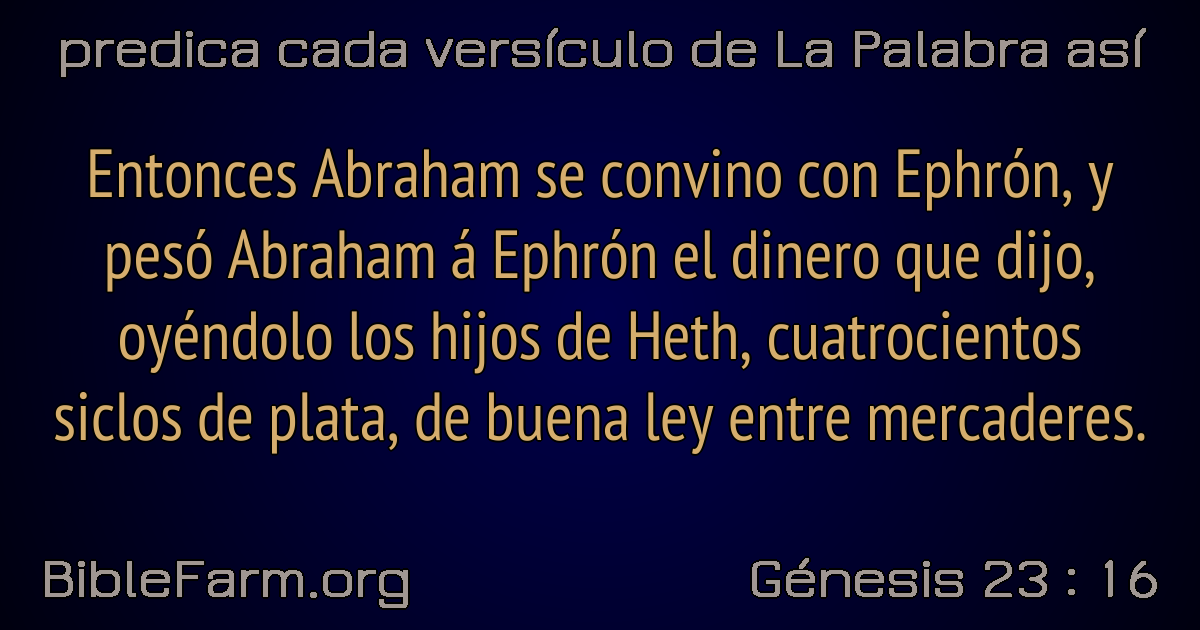 predica cada versículo de La Palabra así
Entonces Abraham se convino con Ephrón, y
pesó Abraham á Ephrón el dinero que dijo,
oyéndolo los hijos de Heth, cuatrocientos
siclos de plata, de buena ley entre mercaderes.
BibleFarm.org
Génesis 23 : 16